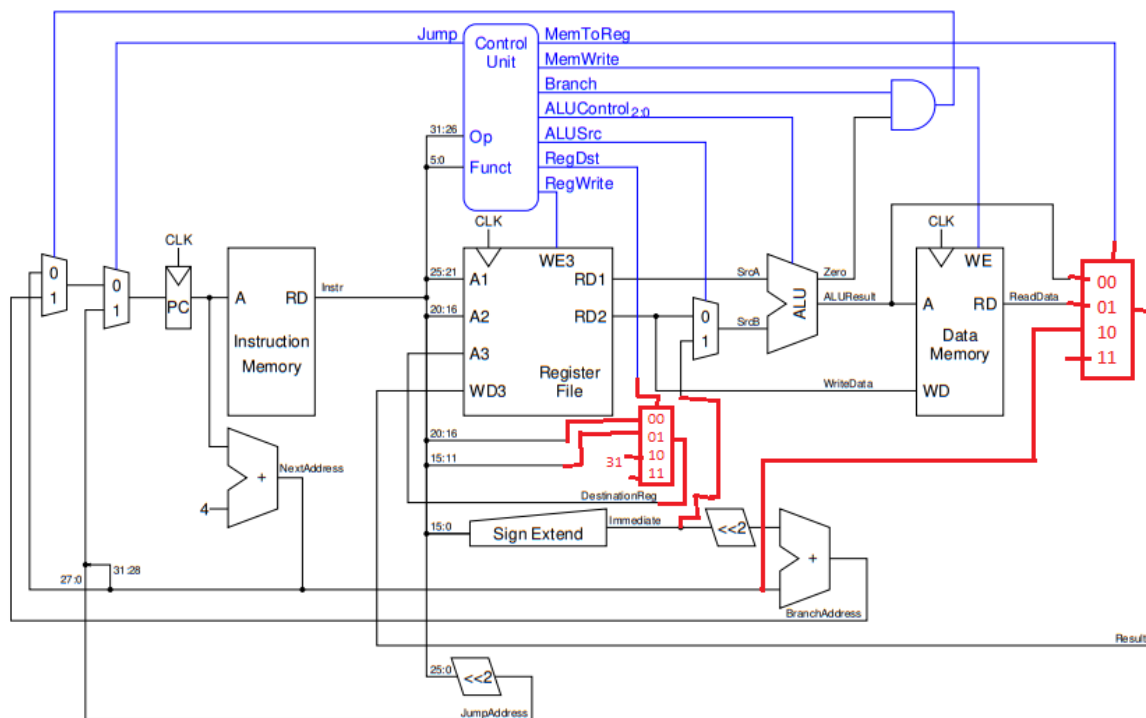 Jump
Control
Unit
MemToReg
MemWrite
Branch
ALUControl2:0
ALUSrc
RegDst
RegWrite
31:26
Op
5:0
Funct
CLK
CLK
CLK
0
1
0
1
PC
A
RD
Instr
Instruction
Memory
25:21
A1
20:16
A2
A3
WD3
WE3
RD1
RD2
Register
File
SrcA
0
1
SrcB
ALU
Zero
ALUResult
A
WE
RD
ReadData
Data
Memory
WriteData
WD
00
01
10
11
20:16
15:11
00
01
31
10
11
DestinationReg
+
NextAddress
4
15:0
Sign Extend
Immediate
<<2
+
27:0
31:28
BranchAddress
Result
25:0
<<2
JumpAddress